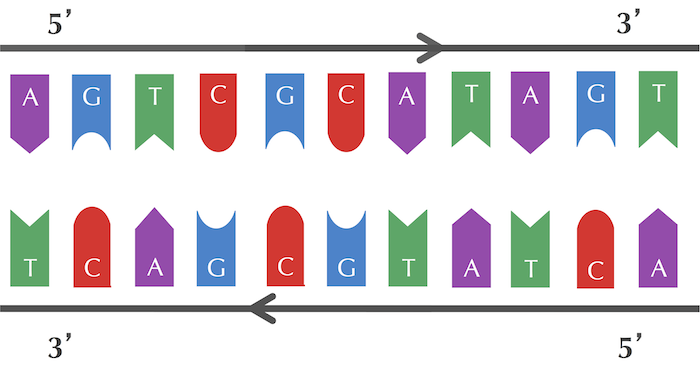 5’ 3’
A G T C G C A T A G T
T C A G C G T A T C A
3’ 5’